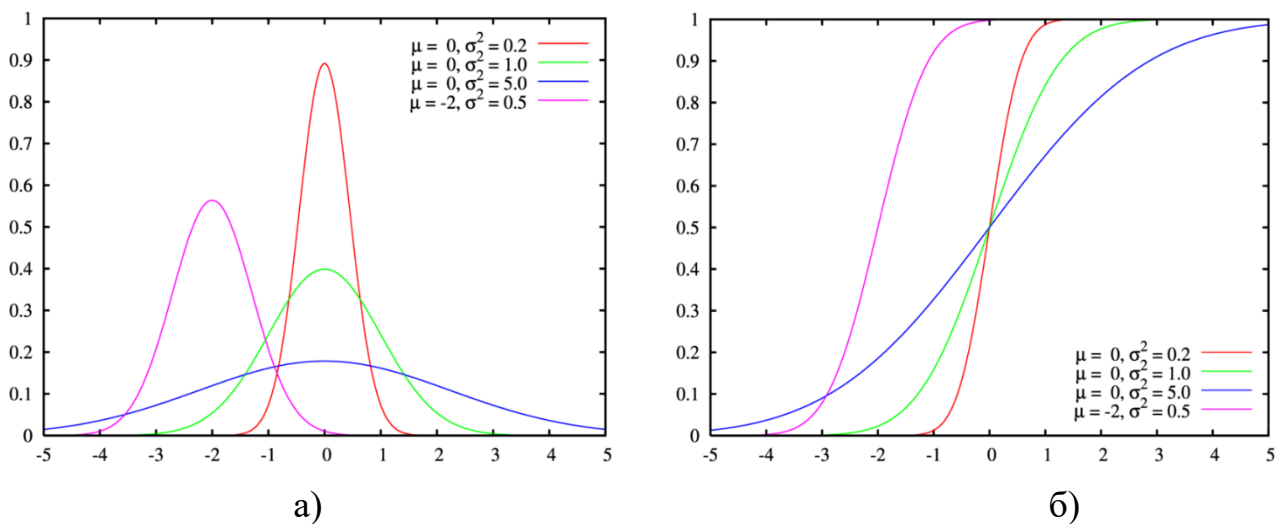 1
0.9
0.8
0.7
0.6
0.5
0.4
0.3
0.2
0.1
0
-5 -4 -3 -2 -1 0 1 2 3 4 5
μ = 0, σ² = 0.2
μ = 0, σ² = 1.0
μ = 0, σ² = 5.0
μ = -2, σ² = 0.5
а)
1
0.9
0.8
0.7
0.6
0.5
0.4
0.3
0.2
0.1
0
-5 -4 -3 -2 -1 0 1 2 3 4 5
μ = 0, σ² = 0.2
μ = 0, σ² = 1.0
μ = 0, σ² = 5.0
μ = -2, σ² = 0.5
б)